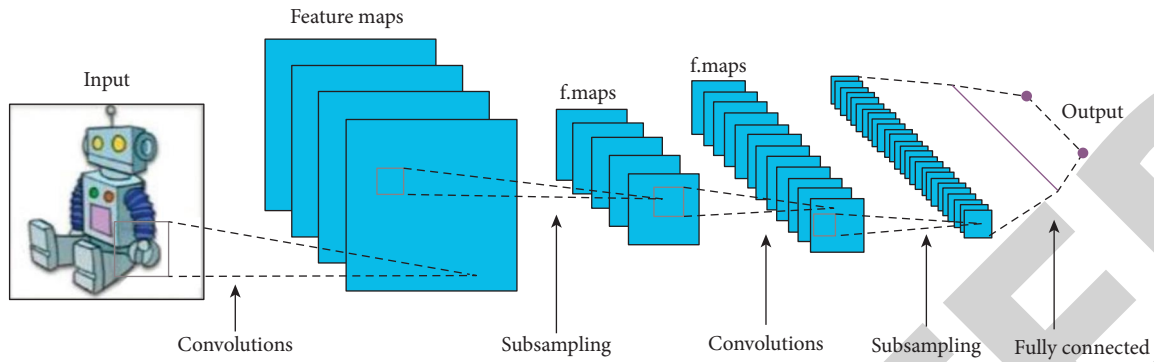 Feature maps
Input
f.maps
f.maps
Output
Convolutions
Subsampling
Convolutions
Subsampling
Fully connected